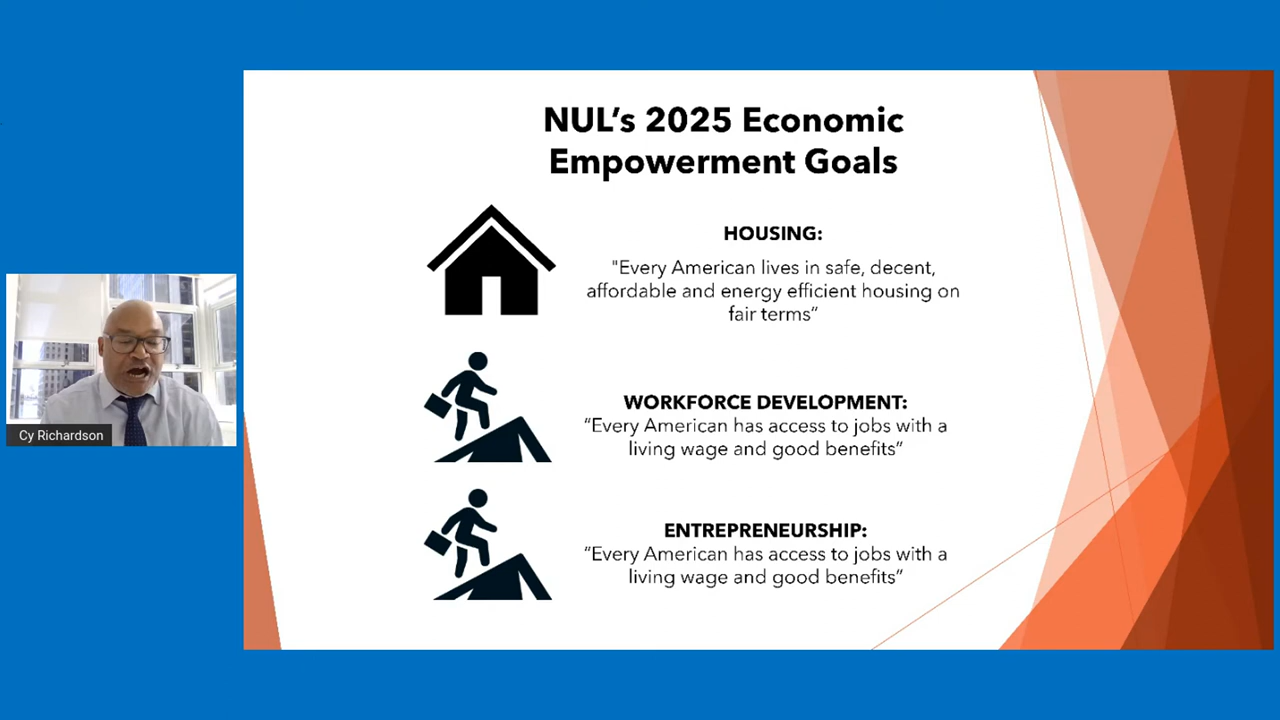 NUL’s 2025 Economic
Empowerment Goals
HOUSING:
"Every American lives in safe, decent,
affordable and energy efficient housing on
fair terms”
WORKFORCE DEVELOPMENT:
“Every American has access to jobs with a
living wage and good benefits”
ENTREPRENEURSHIP:
“Every American has access to jobs with a
living wage and good benefits”
Cy Richardson